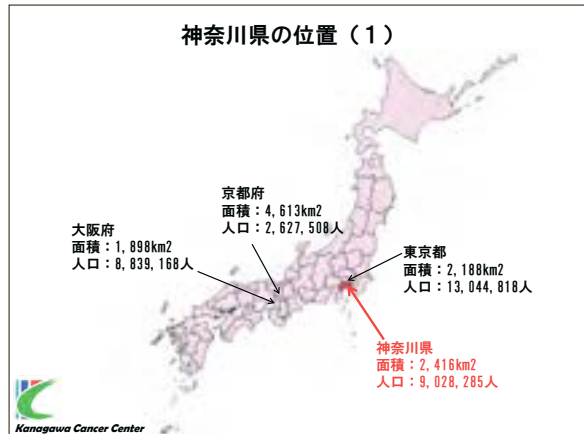 神奈川県の位置（１）
京都府
面積：4,613km2
人口：2,627,508人
大阪府
面積：1,898km2
人口：8,839,168人
東京都
面積：2,188km2
人口：13,044,818人
神奈川県
面積：2,416km2
人口：9,028,285人
Kanagawa Cancer Center